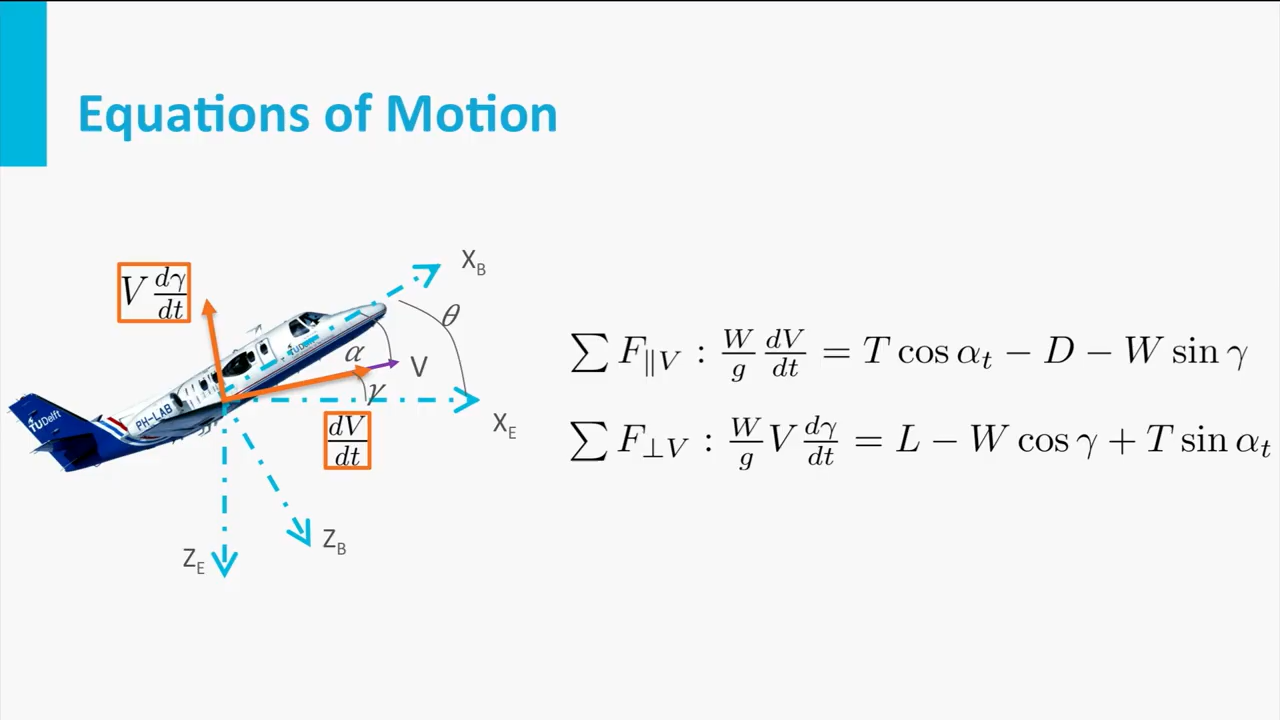 Equations of Motion
V dγ/dt
X_B
θ
α
V
γ
X_E
dV/dt
Z_B
Z_E
TUDelft
PH-LAB
TUDelft
∑ F_∥V : W/g dV/dt = T cos α_t − D − W sin γ
∑ F_⊥V : W/g V dγ/dt = L − W cos γ + T sin α_t